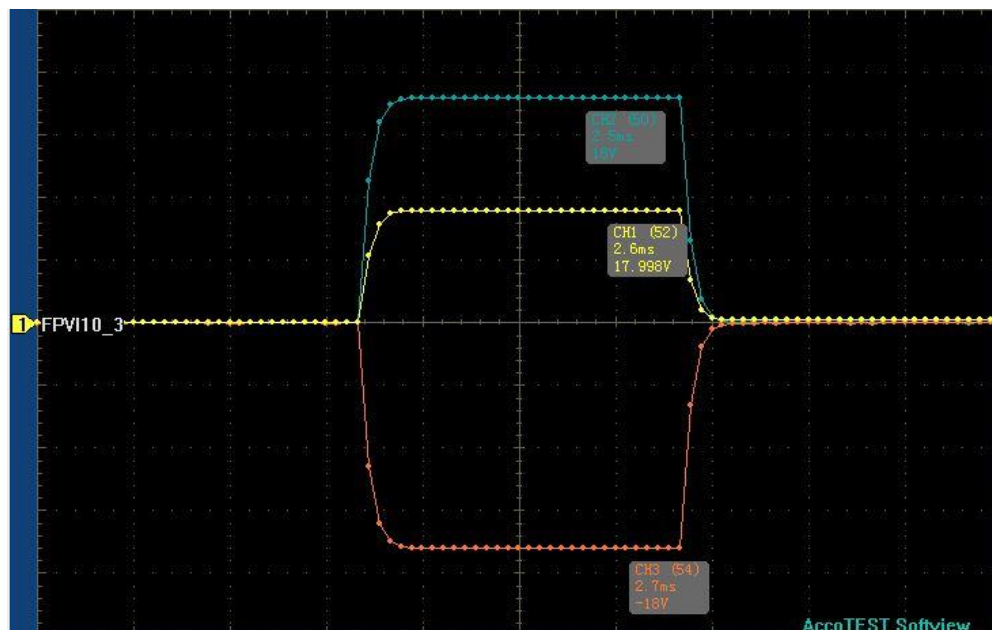 CH2 (50)
2.5ms
18V
CH1 (52)
2.6ms
17.998V
1
FPVI10_3
CH3 (54)
2.7ms
-18V
AccoTEST Softview